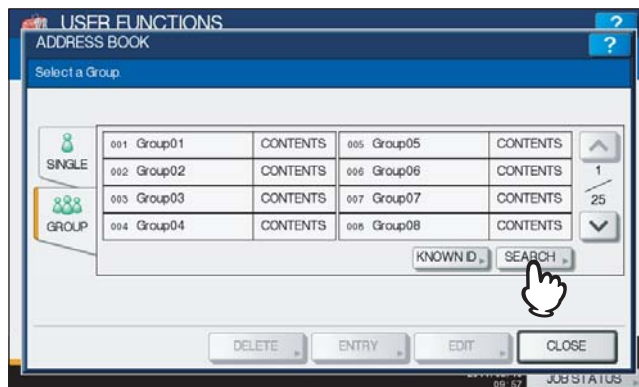 USER FUNCTIONS ?
ADDRESS BOOK ?
Select a Group.
SINGLE
GROUP
001 Group01 CONTENTS 005 Group05 CONTENTS
002 Group02 CONTENTS 006 Group06 CONTENTS
003 Group03 CONTENTS 007 Group07 CONTENTS
004 Group04 CONTENTS 008 Group08 CONTENTS
1
25
KNOWN ID SEARCH
DELETE ENTRY EDIT CLOSE
09:57 JOB STATUS